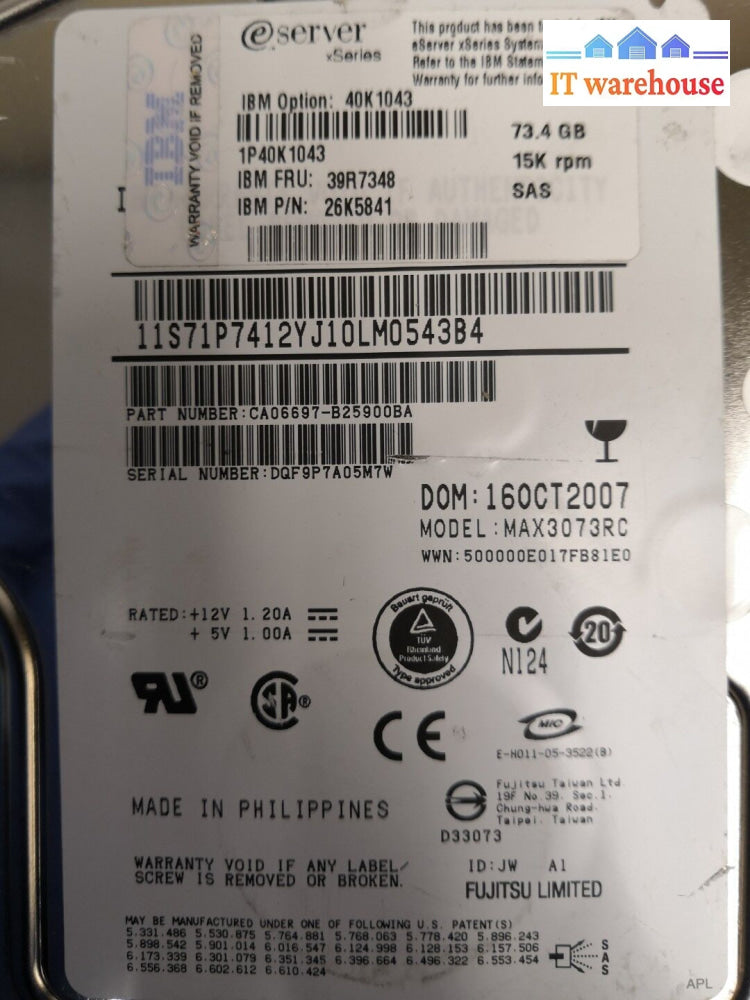 eserver
xSeries
This product has been
eServer xSeries System
Refer to the IBM Statem
Warranty for further info
IT warehouse
IBM
WARRANTY VOID IF REMOVED
IBM Option: 40K1043
1P40K1043
IBM FRU: 39R7348
IBM P/N: 26K5841
73.4 GB
15K rpm
SAS
11S71P7412YJ10LM0543B4
PART NUMBER:CA06697-B25900BA
SERIAL NUMBER:DQF9P7A05M7W
DOM:16OCT2007
MODEL:MAX3073RC
WWN:500000E017FB81E0
RATED:+12V 1.20A
+ 5V 1.00A
Bauart geprüft
TÜV
Rheinland
Product Safety
Type approved
N124
20
MIC
E-H011-05-3522(B)
MADE IN PHILIPPINES
Fujitsu Taiwan Ltd.
19F No.39. Sec.1.
Chung-hwa Road.
Taipei. Taiwan
D33073
WARRANTY VOID IF ANY LABEL/
SCREW IS REMOVED OR BROKEN.
ID:JW A1
FUJITSU LIMITED
MAY BE MANUFACTURED UNDER ONE OF FOLLOWING U.S. PATENT(S)
5.331.486 5.530.875 5.764.881 5.768.063 5.778.420 5.896.243
5.898.542 5.901.014 6.016.547 6.124.998 6.128.153 6.157.506
6.173.339 6.301.079 6.351.345 6.396.664 6.496.322 6.553.454
6.556.368 6.602.612 6.610.424
SAS
APL